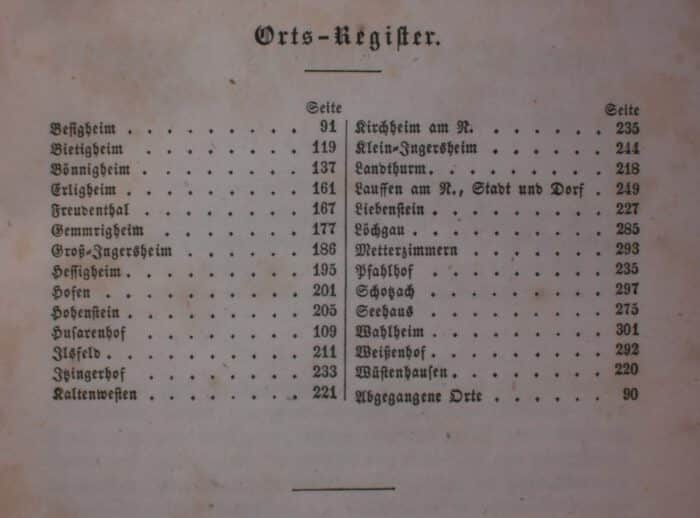 Orts-Register.
Seite
Besigheim . . . . . . . . . 91
Bietigheim . . . . . . . . 119
Bönnigheim . . . . . . . . 137
Erligheim . . . . . . . . 161
Freudenthal . . . . . . . . 167
Gemmrigheim . . . . . . . 177
Groß-Ingersheim . . . . . . 186
Hessigheim . . . . . . . . . 195
Hofen . . . . . . . . . . 201
Hohenstein . . . . . . . . . 205
Husarenhof . . . . . . . . 109
Ilsfeld . . . . . . . . . . 211
Itzingerhof . . . . . . . . 233
Kaltenwesten . . . . . . . . 221
Seite
Kirchheim am N. . . . . . . 235
Klein-Ingersheim . . . . . . 244
Landthurm . . . . . . . . . 218
Lauffen am N., Stadt und Dorf . 249
Liebenstein . . . . . . . . . 227
Löchgau . . . . . . . . . . 285
Metterzimmern . . . . . . . 293
Pfahlhof . . . . . . . . . 235
Schotzach . . . . . . . . . 297
Seehaus . . . . . . . . . 275
Wahlheim . . . . . . . . . 301
Weißenhof . . . . . . . . . 292
Wüstenhausen . . . . . . . . 220
Abgegangene Orte . . . . . . 90